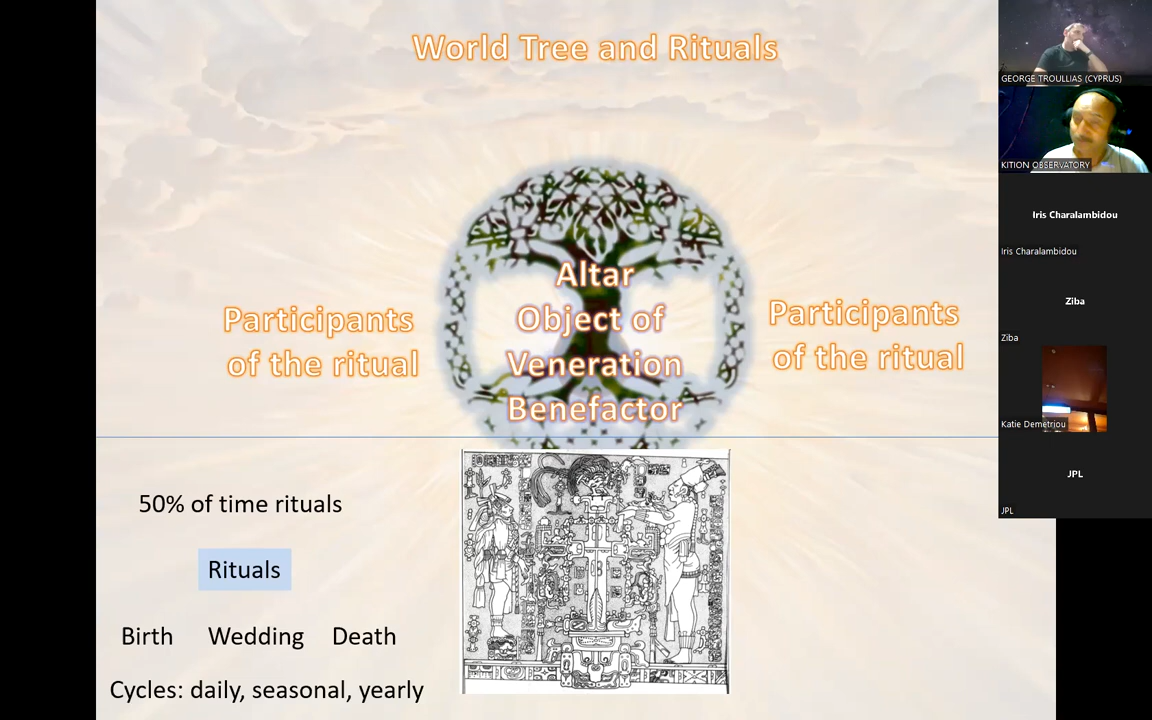 World Tree and Rituals
Altar
Object of
Veneration
Benefactor
Participants
of the ritual
Participants
of the ritual
50% of time rituals
Rituals
Birth Wedding Death
Cycles: daily, seasonal, yearly
GEORGE TROULLIAS (CYPRUS)
KITION OBSERVATORY
Iris Charalambidou
Iris Charalambidou
Ziba
Ziba
Katie Demetriou
JPL
JPL